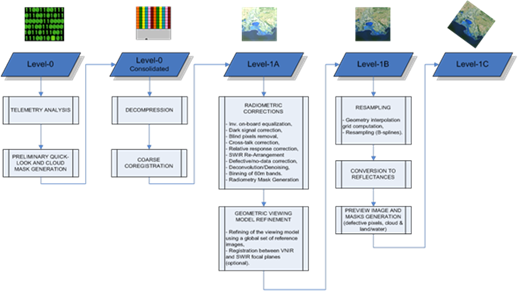 Level-0
TELEMETRY ANALYSIS
PRELIMINARY QUICK-
LOOK AND CLOUD
MASK GENERATION
Level-0
Consolidated
DECOMPRESSION
COARSE
COREGISTRATION
Level-1A
RADIOMETRIC
CORRECTIONS
- Inv. on-board equalization,
- Dark signal correction,
- Blind pixels removal,
- Cross-talk correction,
- Relative response correction,
- SWIR Re-Arrangement
- Defective/no-data correction,
- Deconvolution/Denoising,
- Binning of 60m bands,
- Radiometry Mask Generation
GEOMETRIC VIEWING
MODEL REFINEMENT
- Refining of the viewing model
using a global set of reference
images,
- Registration between VNIR
and SWIR focal planes
(optional).
Level-1B
RESAMPLING
- Geometry interpolation
grid computation,
- Resampling (B-splines).
CONVERSION TO
REFLECTANCES
PREVIEW IMAGE AND
MASKS GENERATION
(defective pixels, cloud &
land/water)
Level-1C